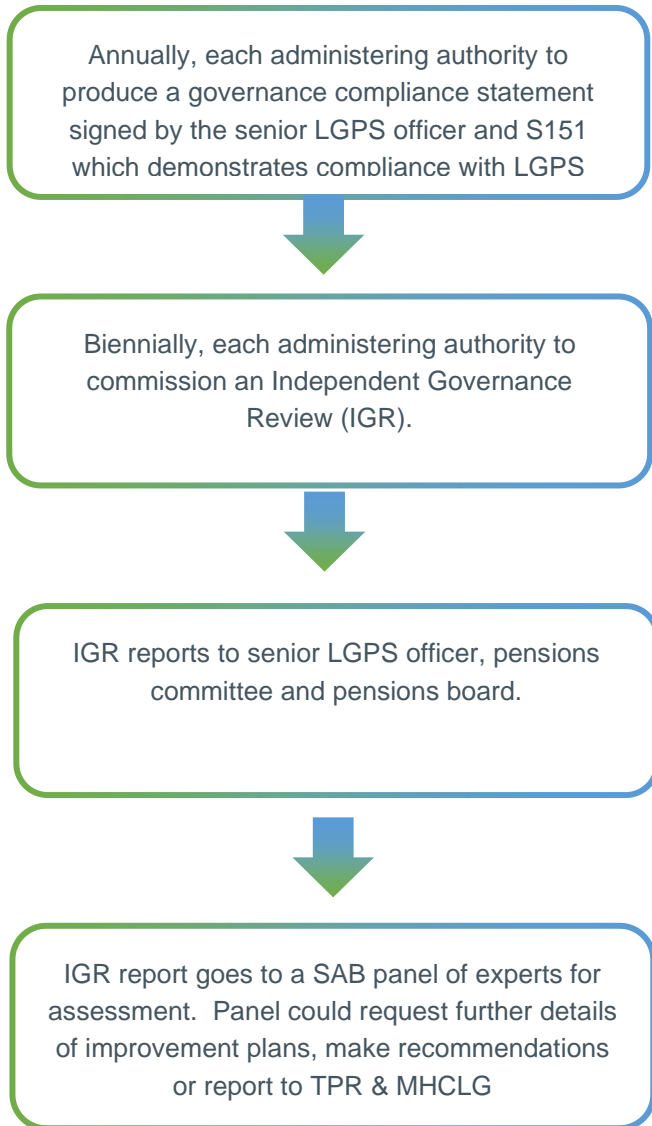 Annually, each administering authority to
produce a governance compliance statement
signed by the senior LGPS officer and S151
which demonstrates compliance with LGPS
Biennially, each administering authority to
commission an Independent Governance
Review (IGR).
IGR reports to senior LGPS officer, pensions
committee and pensions board.
IGR report goes to a SAB panel of experts for
assessment.  Panel could request further details
of improvement plans, make recommendations
or report to TPR & MHCLG